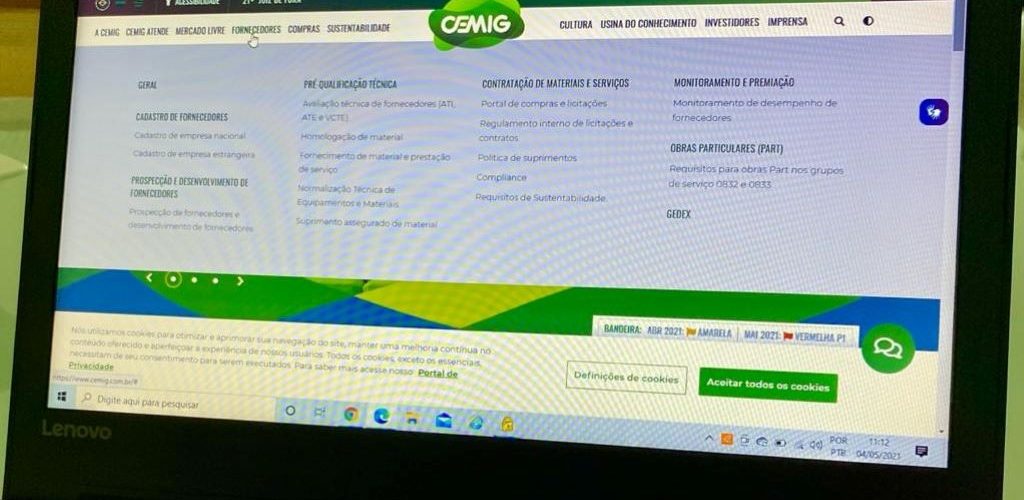 ACESSIBILIDADE
21º JUIZ DE FORA
A CEMIG CEMIG ATENDE MERCADO LIVRE FORNECEDORES COMPRAS SUSTENTABILIDADE
CEMIG
CULTURA USINA DO CONHECIMENTO INVESTIDORES IMPRENSA
GERAL
CADASTRO DE FORNECEDORES
Cadastro de empresa nacional
Cadastro de empresa estrangeira
PROSPECÇÃO E DESENVOLVIMENTO DE
FORNECEDORES
Prospecção de fornecedores e
desenvolvimento de fornecedores
PRÉ-QUALIFICAÇÃO TÉCNICA
Avaliação técnica de fornecedores (ATI,
ATE e VCTE)
Homologação de material
Fornecimento de material e prestação
de serviço
Normalização Técnica de
Equipamentos e Materiais
Suprimento assegurado de material
CONTRATAÇÃO DE MATERIAIS E SERVIÇOS
Portal de compras e licitações
Regulamento interno de licitações e
contratos
Política de suprimentos
Compliance
Requisitos de Sustentabilidade
MONITORAMENTO E PREMIAÇÃO
Monitoramento de desempenho de
fornecedores
OBRAS PARTICULARES (PART)
Requisitos para obras Part nos grupos
de serviço 0832 e 0833
GEDEX
BANDEIRA: ABR 2021: AMARELA | MAI 2021: VERMELHA P1
Nós utilizamos cookies para otimizar e aprimorar sua navegação do site, manter uma melhoria contínua no
conteúdo oferecido e aperfeiçoar a experiência de nossos usuários. Todos os cookies, exceto os essenciais,
necessitam de seu consentimento para serem executados. Para saber mais acesse nosso Portal de
Privacidade
Definições de cookies
Aceitar todos os cookies
https://www.cemig.com.br/#
Digite aqui para pesquisar
POR
PTB
11:12
04/05/2021
Lenovo